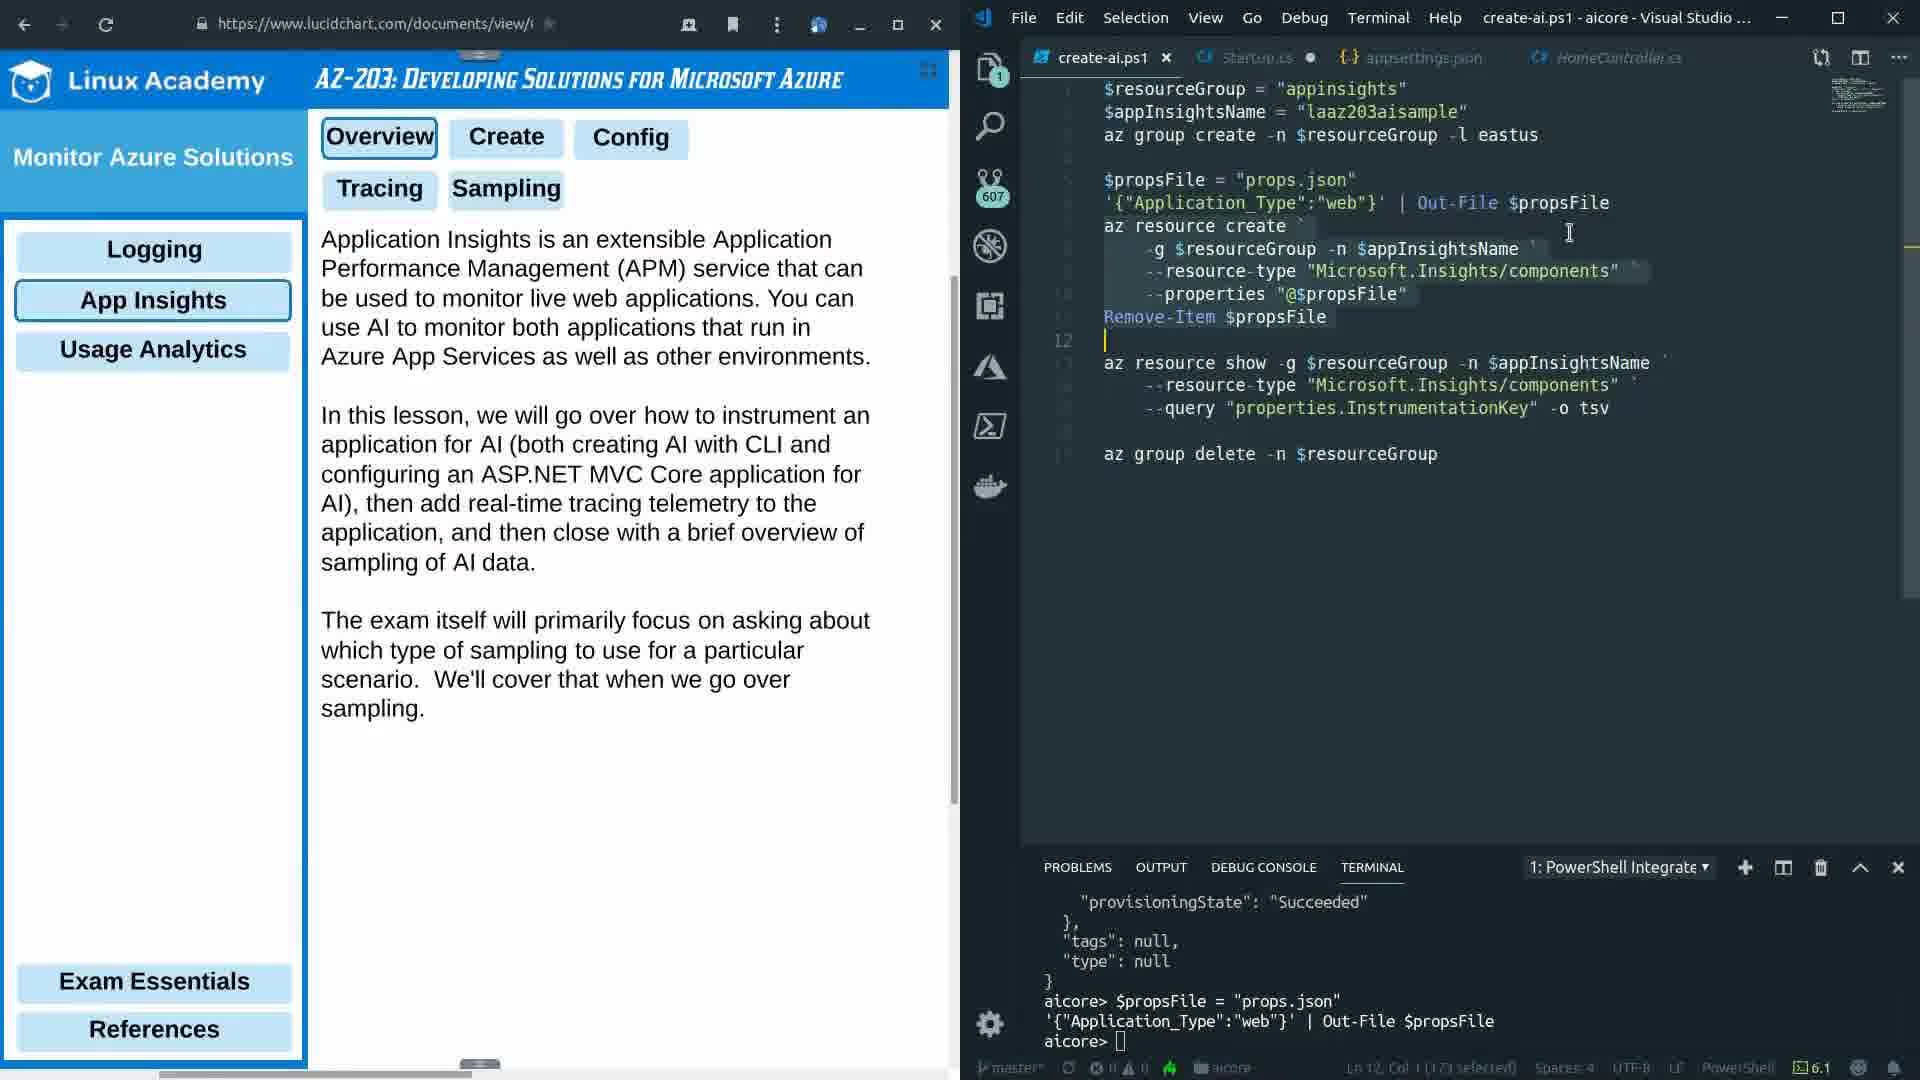 https://www.lucidchart.com/documents/view/
Linux Academy
AZ-203: Developing Solutions for Microsoft Azure
Monitor Azure Solutions
Logging
App Insights
Usage Analytics
Exam Essentials
References
Overview
Create
Config
Tracing
Sampling
Application Insights is an extensible Application
Performance Management (APM) service that can
be used to monitor live web applications. You can
use AI to monitor both applications that run in
Azure App Services as well as other environments.
In this lesson, we will go over how to instrument an
application for AI (both creating AI with CLI and
configuring an ASP.NET MVC Core application for
AI), then add real-time tracing telemetry to the
application, and then close with a brief overview of
sampling of AI data.
The exam itself will primarily focus on asking about
which type of sampling to use for a particular
scenario.  We'll cover that when we go over
sampling.
File Edit Selection View Go Debug Terminal Help create-ai.ps1 - aicore - Visual Studio ...
create-ai.ps1 Startup.cs appsettings.json HomeController.cs
1
607
$resourceGroup = "appinsights"
$appInsightsName = "laaz203aisample"
az group create -n $resourceGroup -l eastus
$propsFile = "props.json"
'{"Application_Type":"web"}' | Out-File $propsFile
az resource create `
-g $resourceGroup -n $appInsightsName `
--resource-type "Microsoft.Insights/components" `
--properties "@$propsFile"
Remove-Item $propsFile
12
az resource show -g $resourceGroup -n $appInsightsName `
--resource-type "Microsoft.Insights/components" `
--query "properties.InstrumentationKey" -o tsv
az group delete -n $resourceGroup
PROBLEMS OUTPUT DEBUG CONSOLE TERMINAL 1: PowerShell Integrate
"provisioningState": "Succeeded"
},
"tags": null,
"type": null
}
aicore> $propsFile = "props.json"
'{"Application_Type":"web"}' | Out-File $propsFile
aicore>
master* 0 0 aicore Ln 12, Col 1 (173 selected) Spaces: 4 UTF-8 LF PowerShell 6.1